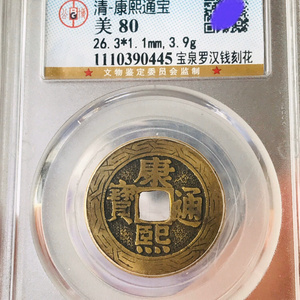 清·康熙通宝
美 80
26.3*1.1mm,3.9g
1110390445 宝泉罗汉钱刻花
文物鉴定委员会监制
G
康熙通寶